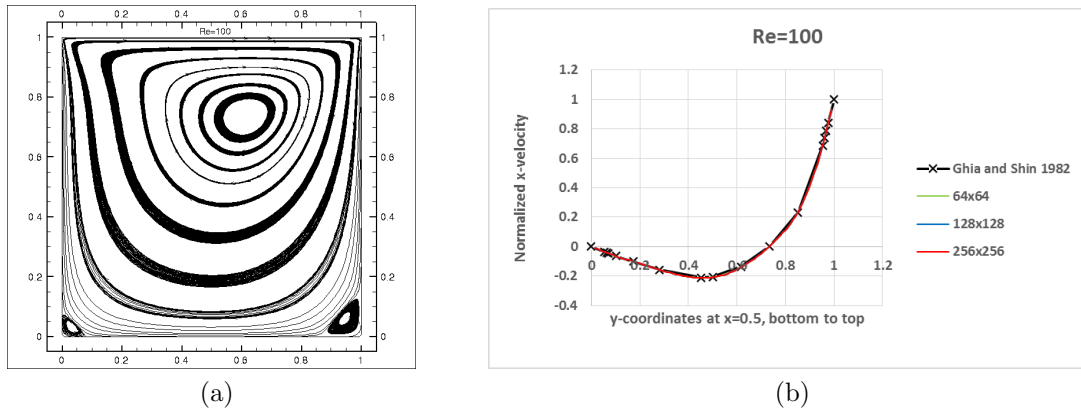 0 0.2 0.4 0.6 0.8 1
Re=100
1 1
0.8 0.8
0.6 0.6
0.4 0.4
0.2 0.2
0 0
0 0.2 0.4 0.6 0.8 1
(a)
Re=100
Normalized x-velocity
1.2
1
0.8
0.6
0.4
0.2
0
-0.2
-0.4
0 0.2 0.4 0.6 0.8 1 1.2
y-coordinates at x=0.5, bottom to top
Ghia and Shin 1982
64x64
128x128
256x256
(b)